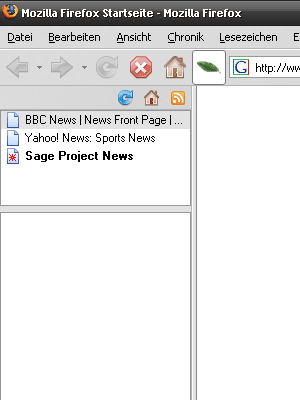 Mozilla Firefox Startseite - Mozilla Firefox
Datei Bearbeiten Ansicht Chronik Lesezeichen E
http://ww
BBC News | News Front Page | ...
Yahoo! News: Sports News
Sage Project News